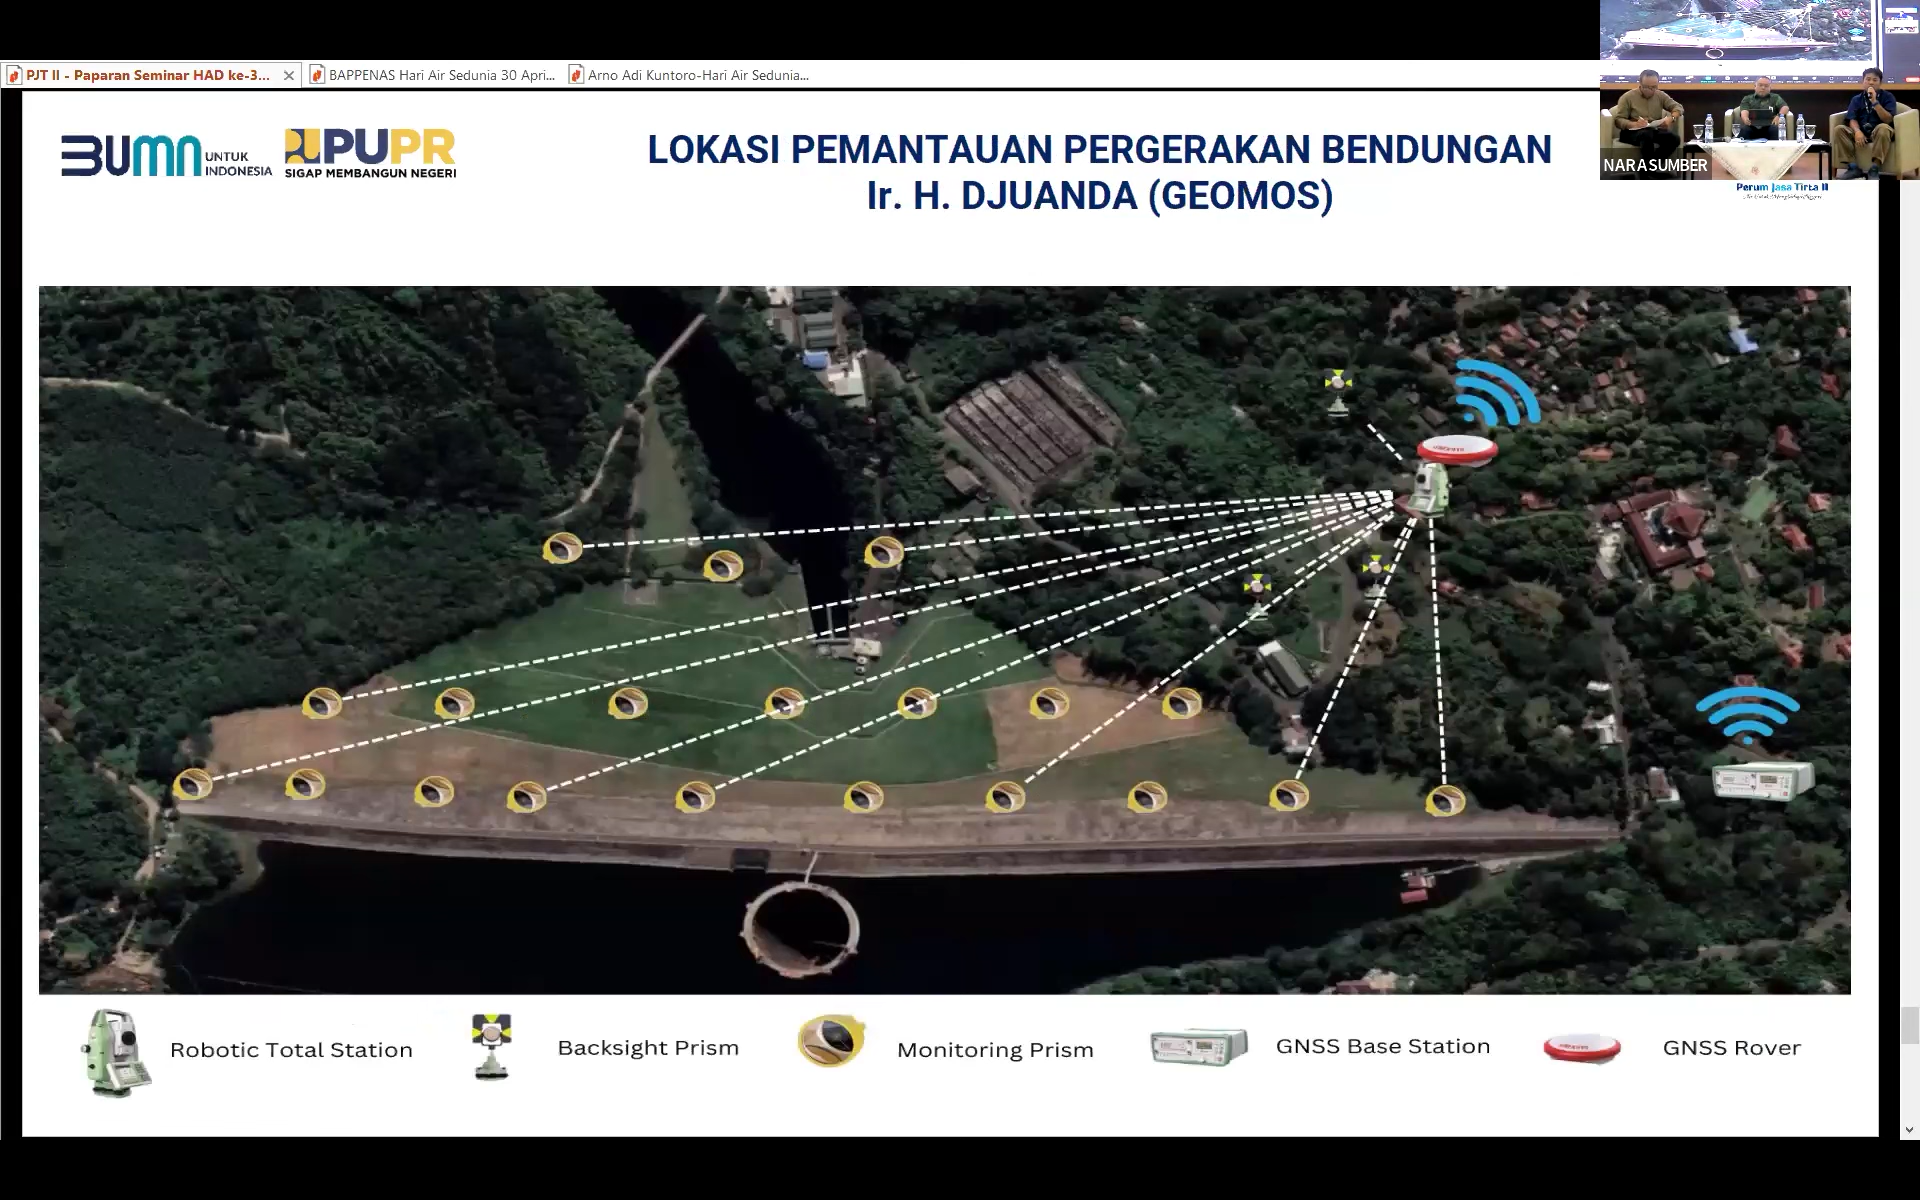 PJT II - Paparan Seminar HAD ke-3...
BAPPENAS Hari Air Sedunia 30 Apri...
Arno Adi Kuntoro-Hari Air Sedunia...
BUMN UNTUK INDONESIA
PUPR
SIGAP MEMBANGUN NEGERI
LOKASI PEMANTAUAN PERGERAKAN BENDUNGAN
Ir. H. DJUANDA (GEOMOS)
NARASUMBER
Perum Jasa Tirta II
Robotic Total Station
Backsight Prism
Monitoring Prism
GNSS Base Station
GNSS Rover